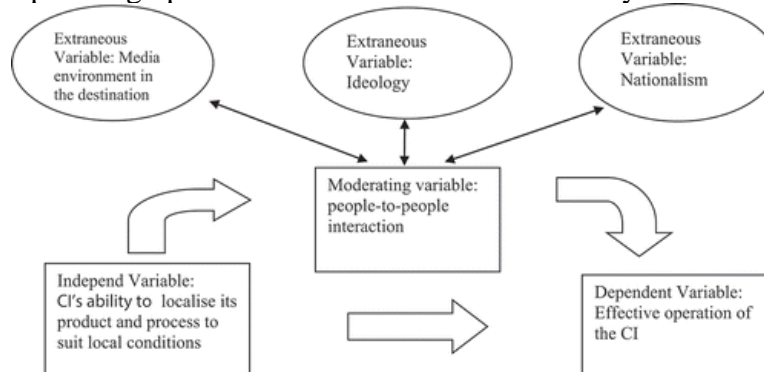 Extraneous
Variable: Media
environment in
the destination
Extraneous
Variable:
Ideology
Extraneous
Variable:
Nationalism
Moderating variable:
people-to-people
interaction
Independ Variable:
CI's ability to localise its
product and process to
suit local conditions
Dependent Variable:
Effective operation of
the CI